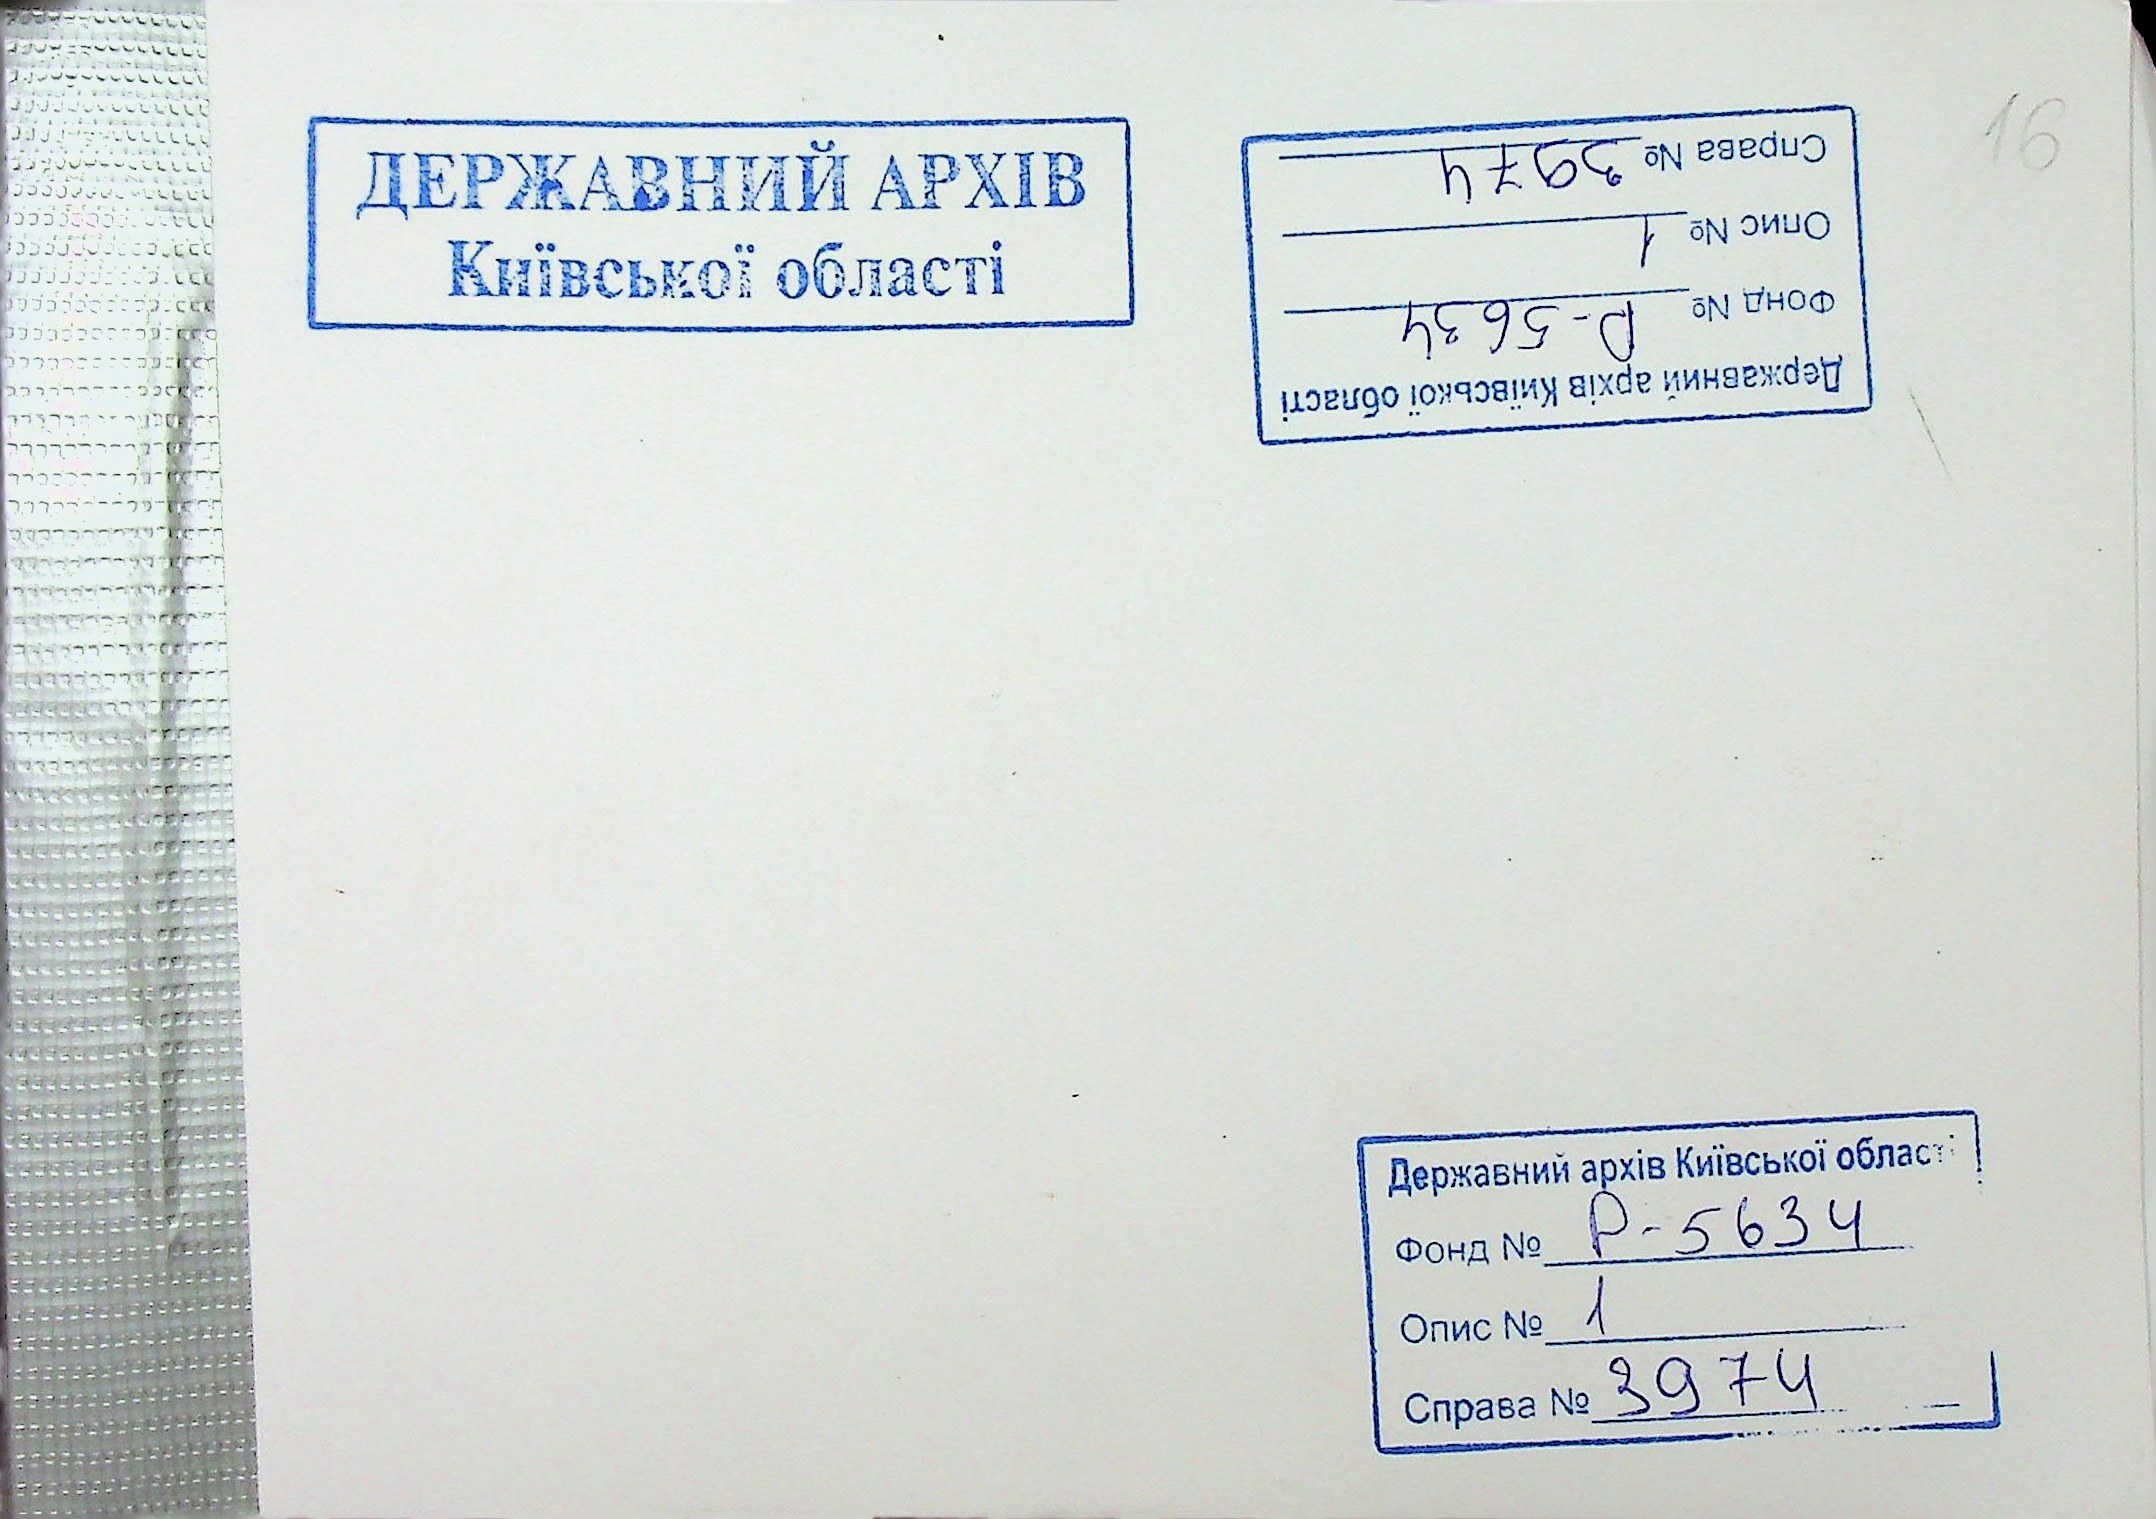 ДЕРЖАВНИЙ АРХІВ
Київської області
16
Державний архів Київської області
Фонд № Р-5634
Опис № 1
Справа № 3974
Державний архів Київської області
Фонд № Р-5634
Опис № 1
Справа № 3974